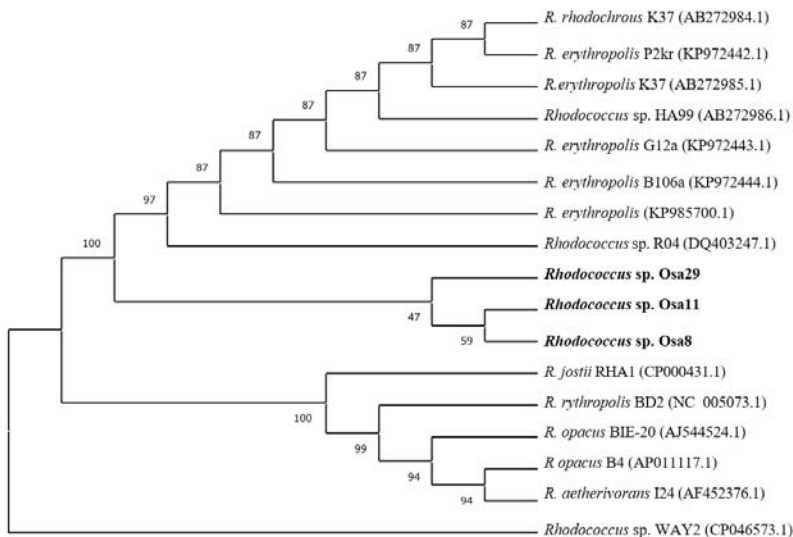 87
R. rhodochrous K37 (AB272984.1)
87
R. erythropolis P2kr (KP972442.1)
87
R.erythropolis K37 (AB272985.1)
87
Rhodococcus sp. HA99 (AB272986.1)
87
R. erythropolis G12a (KP972443.1)
87
R. erythropolis B106a (KP972444.1)
97
R. erythropolis (KP985700.1)
100
Rhodococcus sp. R04 (DQ403247.1)
Rhodococcus sp. Osa29
47
Rhodococcus sp. Osa11
59
Rhodococcus sp. Osa8
R. jostii RHA1 (CP000431.1)
100
R. rythropolis BD2 (NC 005073.1)
99
R. opacus BIE-20 (AJ544524.1)
94
R opacus B4 (AP011117.1)
94
R. aetherivorans I24 (AF452376.1)
Rhodococcus sp. WAY2 (CP046573.1)